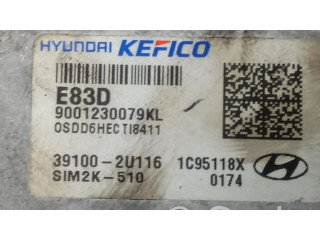 HYUNDAI KEFICO
E83D
9001230079KL
OSDD6HECTI8411
39100-2U116 1C95118X
SIM2K-510 0174